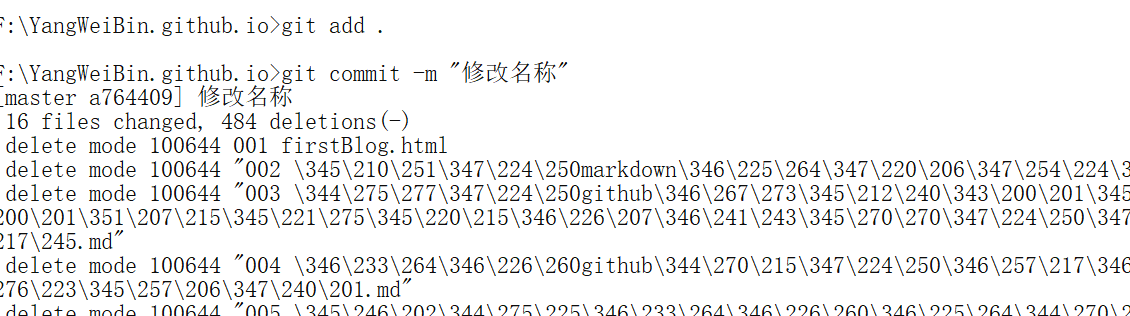 F:\YangWeiBin.github.io>git add .
F:\YangWeiBin.github.io>git commit -m "修改名称"
[master a764409] 修改名称
16 files changed, 484 deletions(-)
delete mode 100644 001 firstBlog.html
delete mode 100644 "002 \345\210\251\347\224\250markdown\346\225\264\347\220\206\347\254\224\3
delete mode 100644 "003 \344\275\277\347\224\250github\346\267\273\345\212\240\343\200\201\345
200\201\351\207\215\345\221\275\345\220\215\346\226\207\346\241\243\345\270\270\347\224\250\347
217\245.md"
delete mode 100644 "004 \346\233\264\346\226\260github\344\270\215\347\224\250\346\257\217\346
276\223\345\257\206\347\240\201.md"
delete mode 100644 "005 \345\246\202\344\275\225\346\233\264\346\226\260\346\225\264\344\270\2